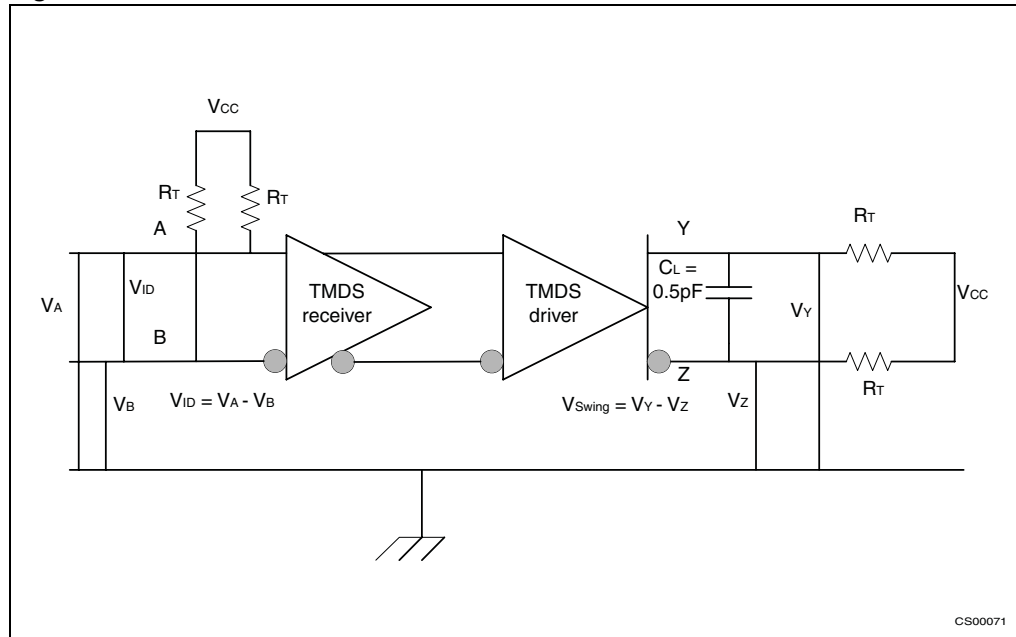 VCC
RT
RT
A
Y
RT
CL =
0.5pF
TMDS
receiver
TMDS
driver
VID
VA
VY
VCC
B
Z
RT
VB
VID = VA - VB
VSwing = VY - VZ
VZ
CS00071